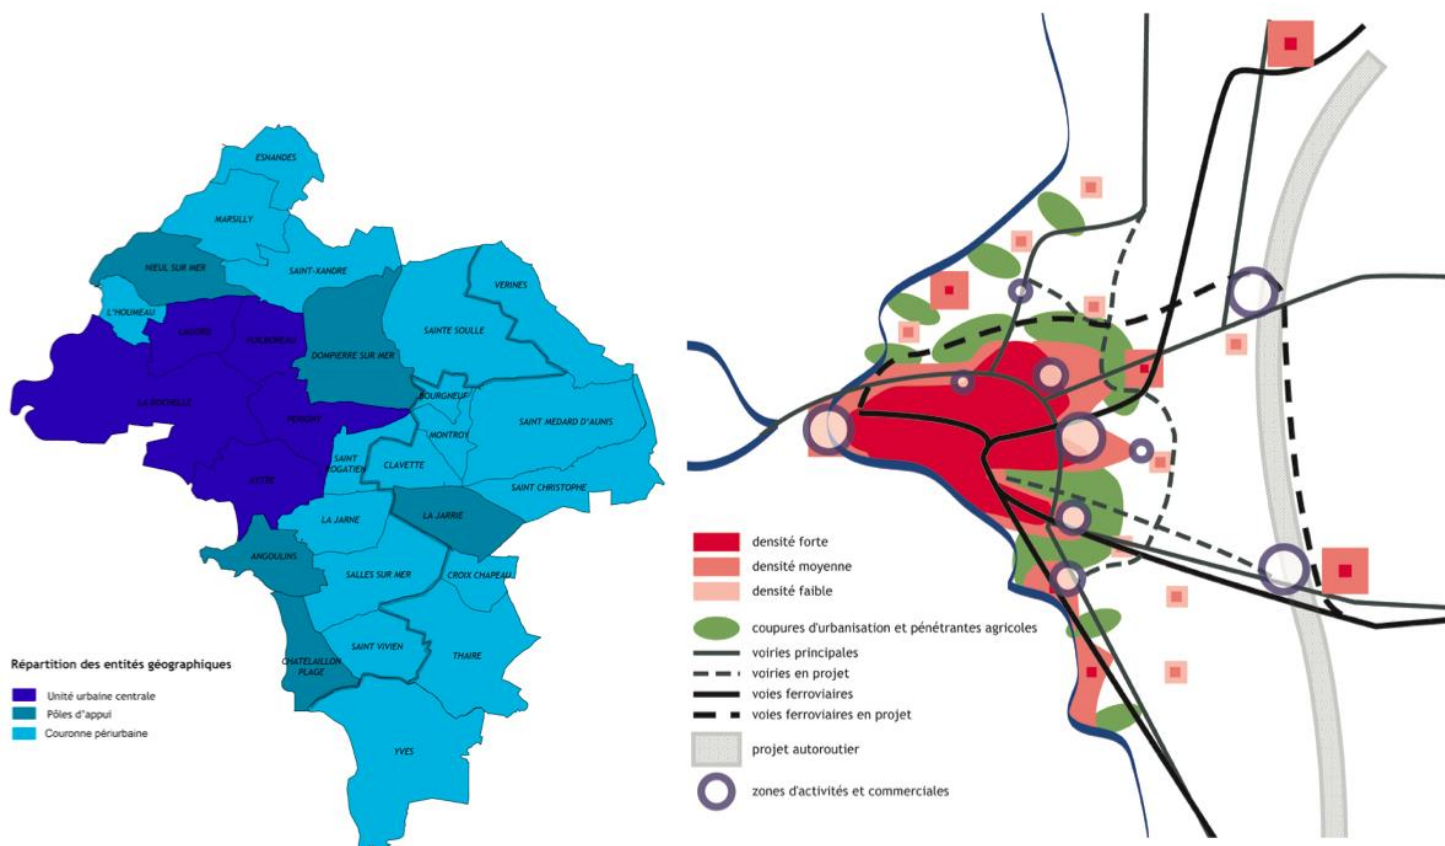 ESNANDES
MARSILLY
NIEUL SUR MER
SAINT-XANDRE
VERINES
L'HOUMEAU
LAGORD
PUILBOREAU
SAINTE SOULLE
DOMPIERRE SUR MER
BOURGNEUF
LA ROCHELLE
PERIGNY
SAINT MEDARD D'AUNIS
MONTROY
SAINT
ROGATIEN
CLAVETTE
AYTRE
SAINT CHRISTOPHE
LA JARNE
LA JARRIE
ANGOULINS
SALLES SUR MER
CROIX CHAPEAU
SAINT VIVIEN
THAIRE
CHATELAILLON
PLAGE
YVES
Répartition des entités géographiques
Unité urbaine centrale
Pôles d'appui
Couronne périurbaine
densité forte
densité moyenne
densité faible
coupures d'urbanisation et pénétrantes agricoles
voiries principales
voiries en projet
voies ferroviaires
voies ferroviaires en projet
projet autoroutier
zones d'activités et commerciales